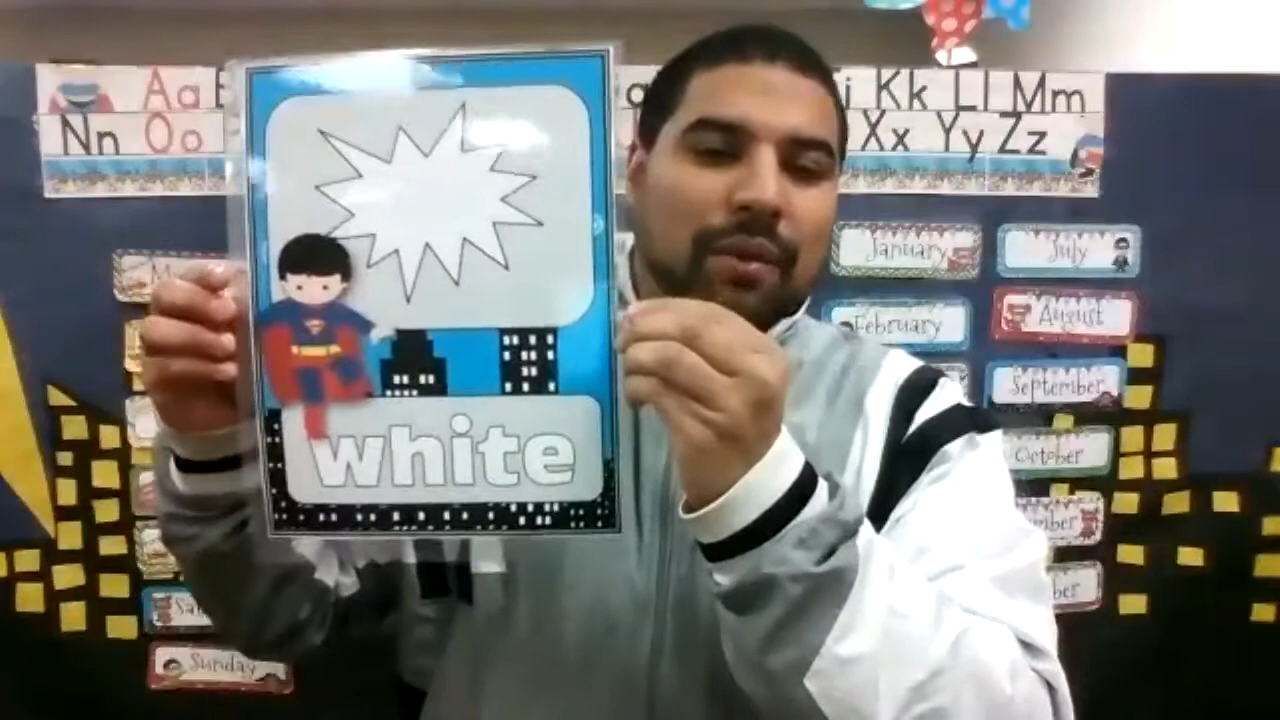 Aa
Kk Ll Mm
Nn Oo
Xx Yy Zz
January
July
February
August
September
October
white
Sunday